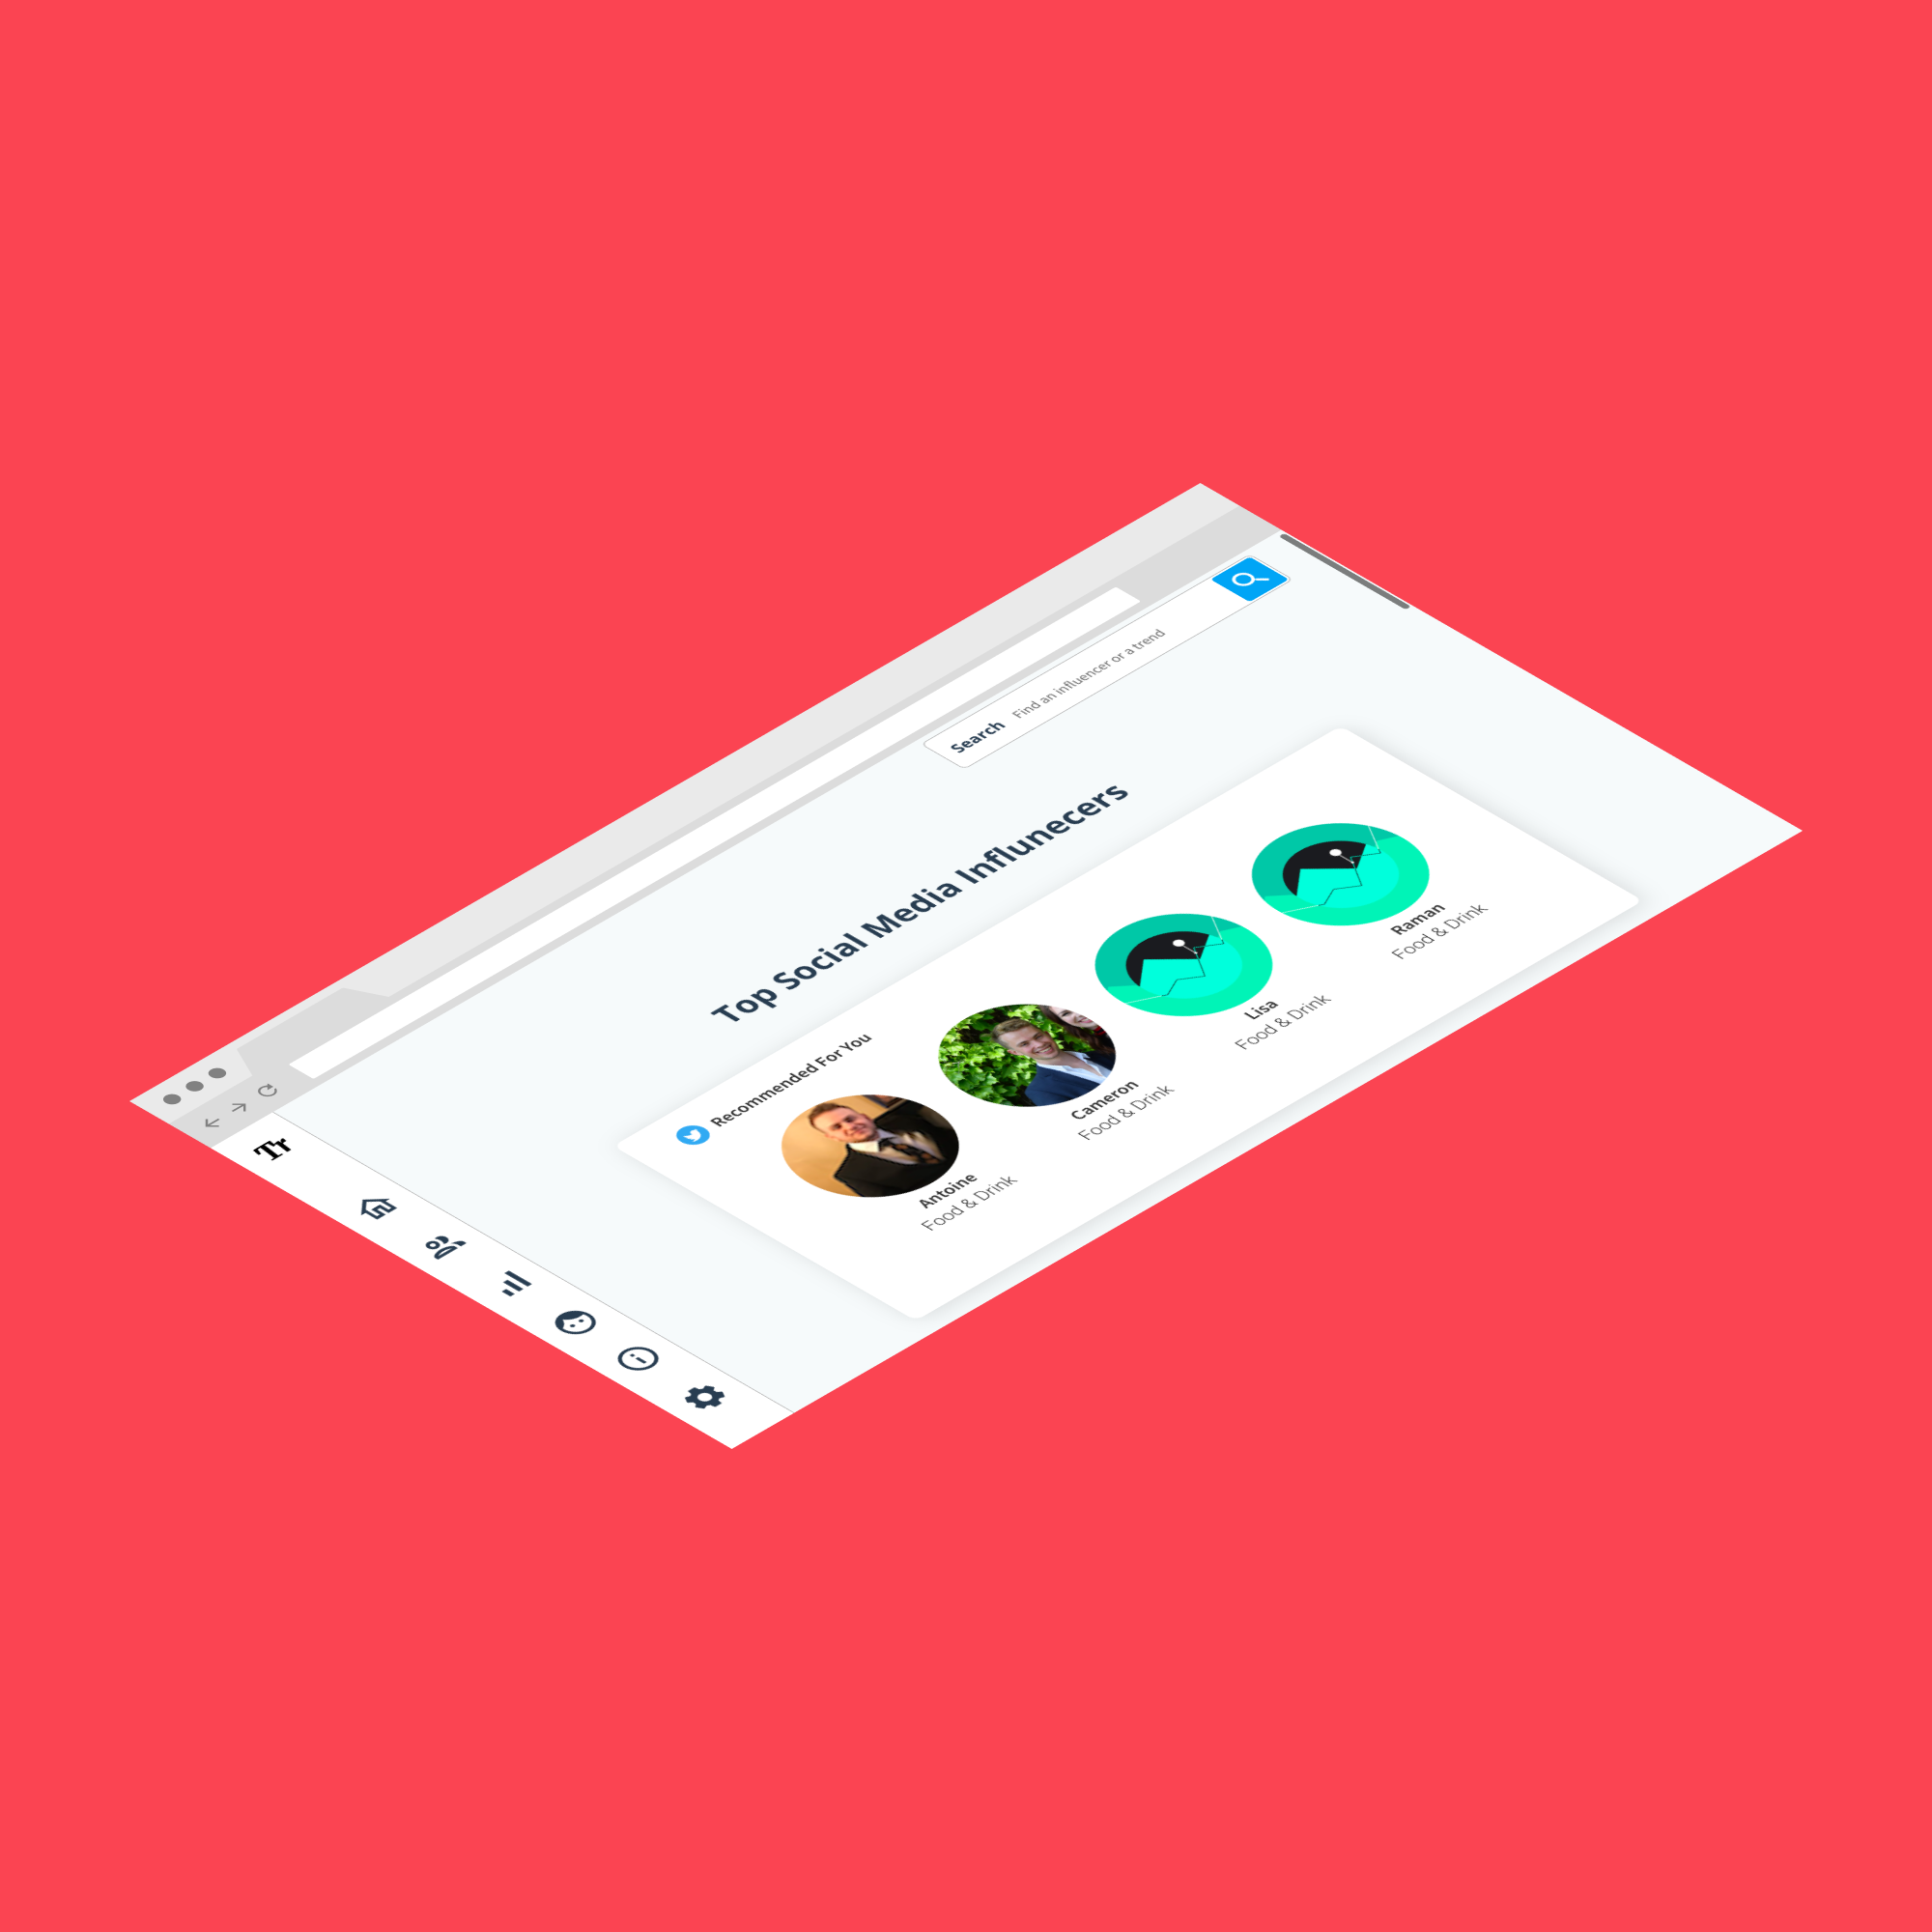 Search Find an influencer or a trend
Tr
Top Social Media Influnecers
Recommended For You
Antoine
Food & Drink
Cameron
Food & Drink
Lisa
Food & Drink
Raman
Food & Drink